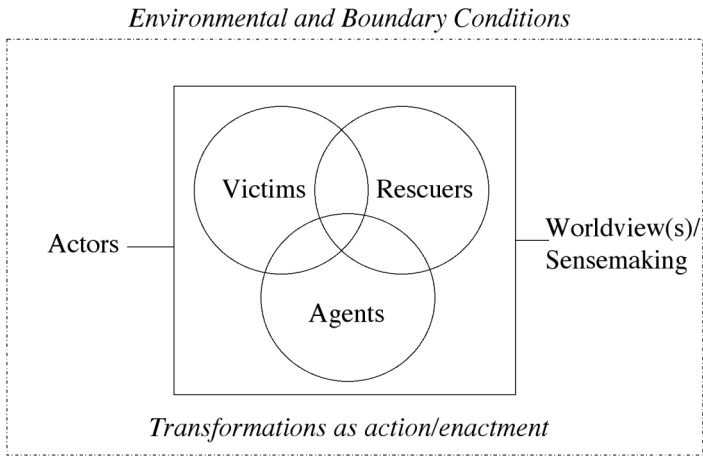 Environmental and Boundary Conditions
Victims
Rescuers
Actors
Worldview(s)/
Sensemaking
Agents
Transformations as action/enactment